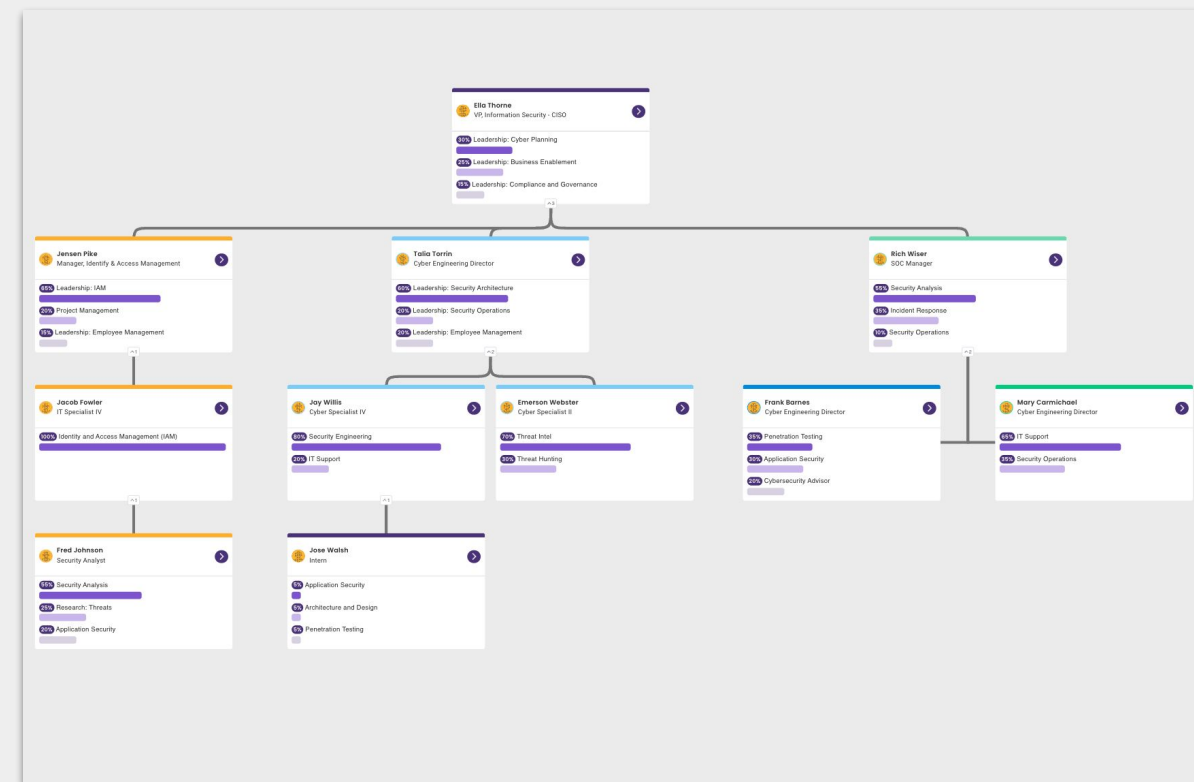 Ella Thorne
VP, Information Security - CISO
30% Leadership: Cyber Planning
25% Leadership: Business Enablement
15% Leadership: Compliance and Governance
3
Jensen Pike
Manager, Identify & Access Management
65% Leadership: IAM
20% Project Management
15% Leadership: Employee Management
1
Talia Torrin
Cyber Engineering Director
60% Leadership: Security Architecture
20% Leadership: Security Operations
20% Leadership: Employee Management
2
Rich Wiser
SOC Manager
55% Security Analysis
35% Incident Response
10% Security Operations
2
Jacob Fowler
IT Specialist IV
100% Identity and Access Management (IAM)
1
Jay Willis
Cyber Specialist IV
80% Security Engineering
20% IT Support
1
Emerson Webster
Cyber Specialist II
70% Threat Intel
30% Threat Hunting
Frank Barnes
Cyber Engineering Director
35% Penetration Testing
30% Application Security
20% Cybersecurity Advisor
Mary Carmichael
Cyber Engineering Director
65% IT Support
35% Security Operations
Fred Johnson
Security Analyst
55% Security Analysis
25% Research: Threats
20% Application Security
Jose Walsh
Intern
5% Application Security
5% Architecture and Design
5% Penetration Testing